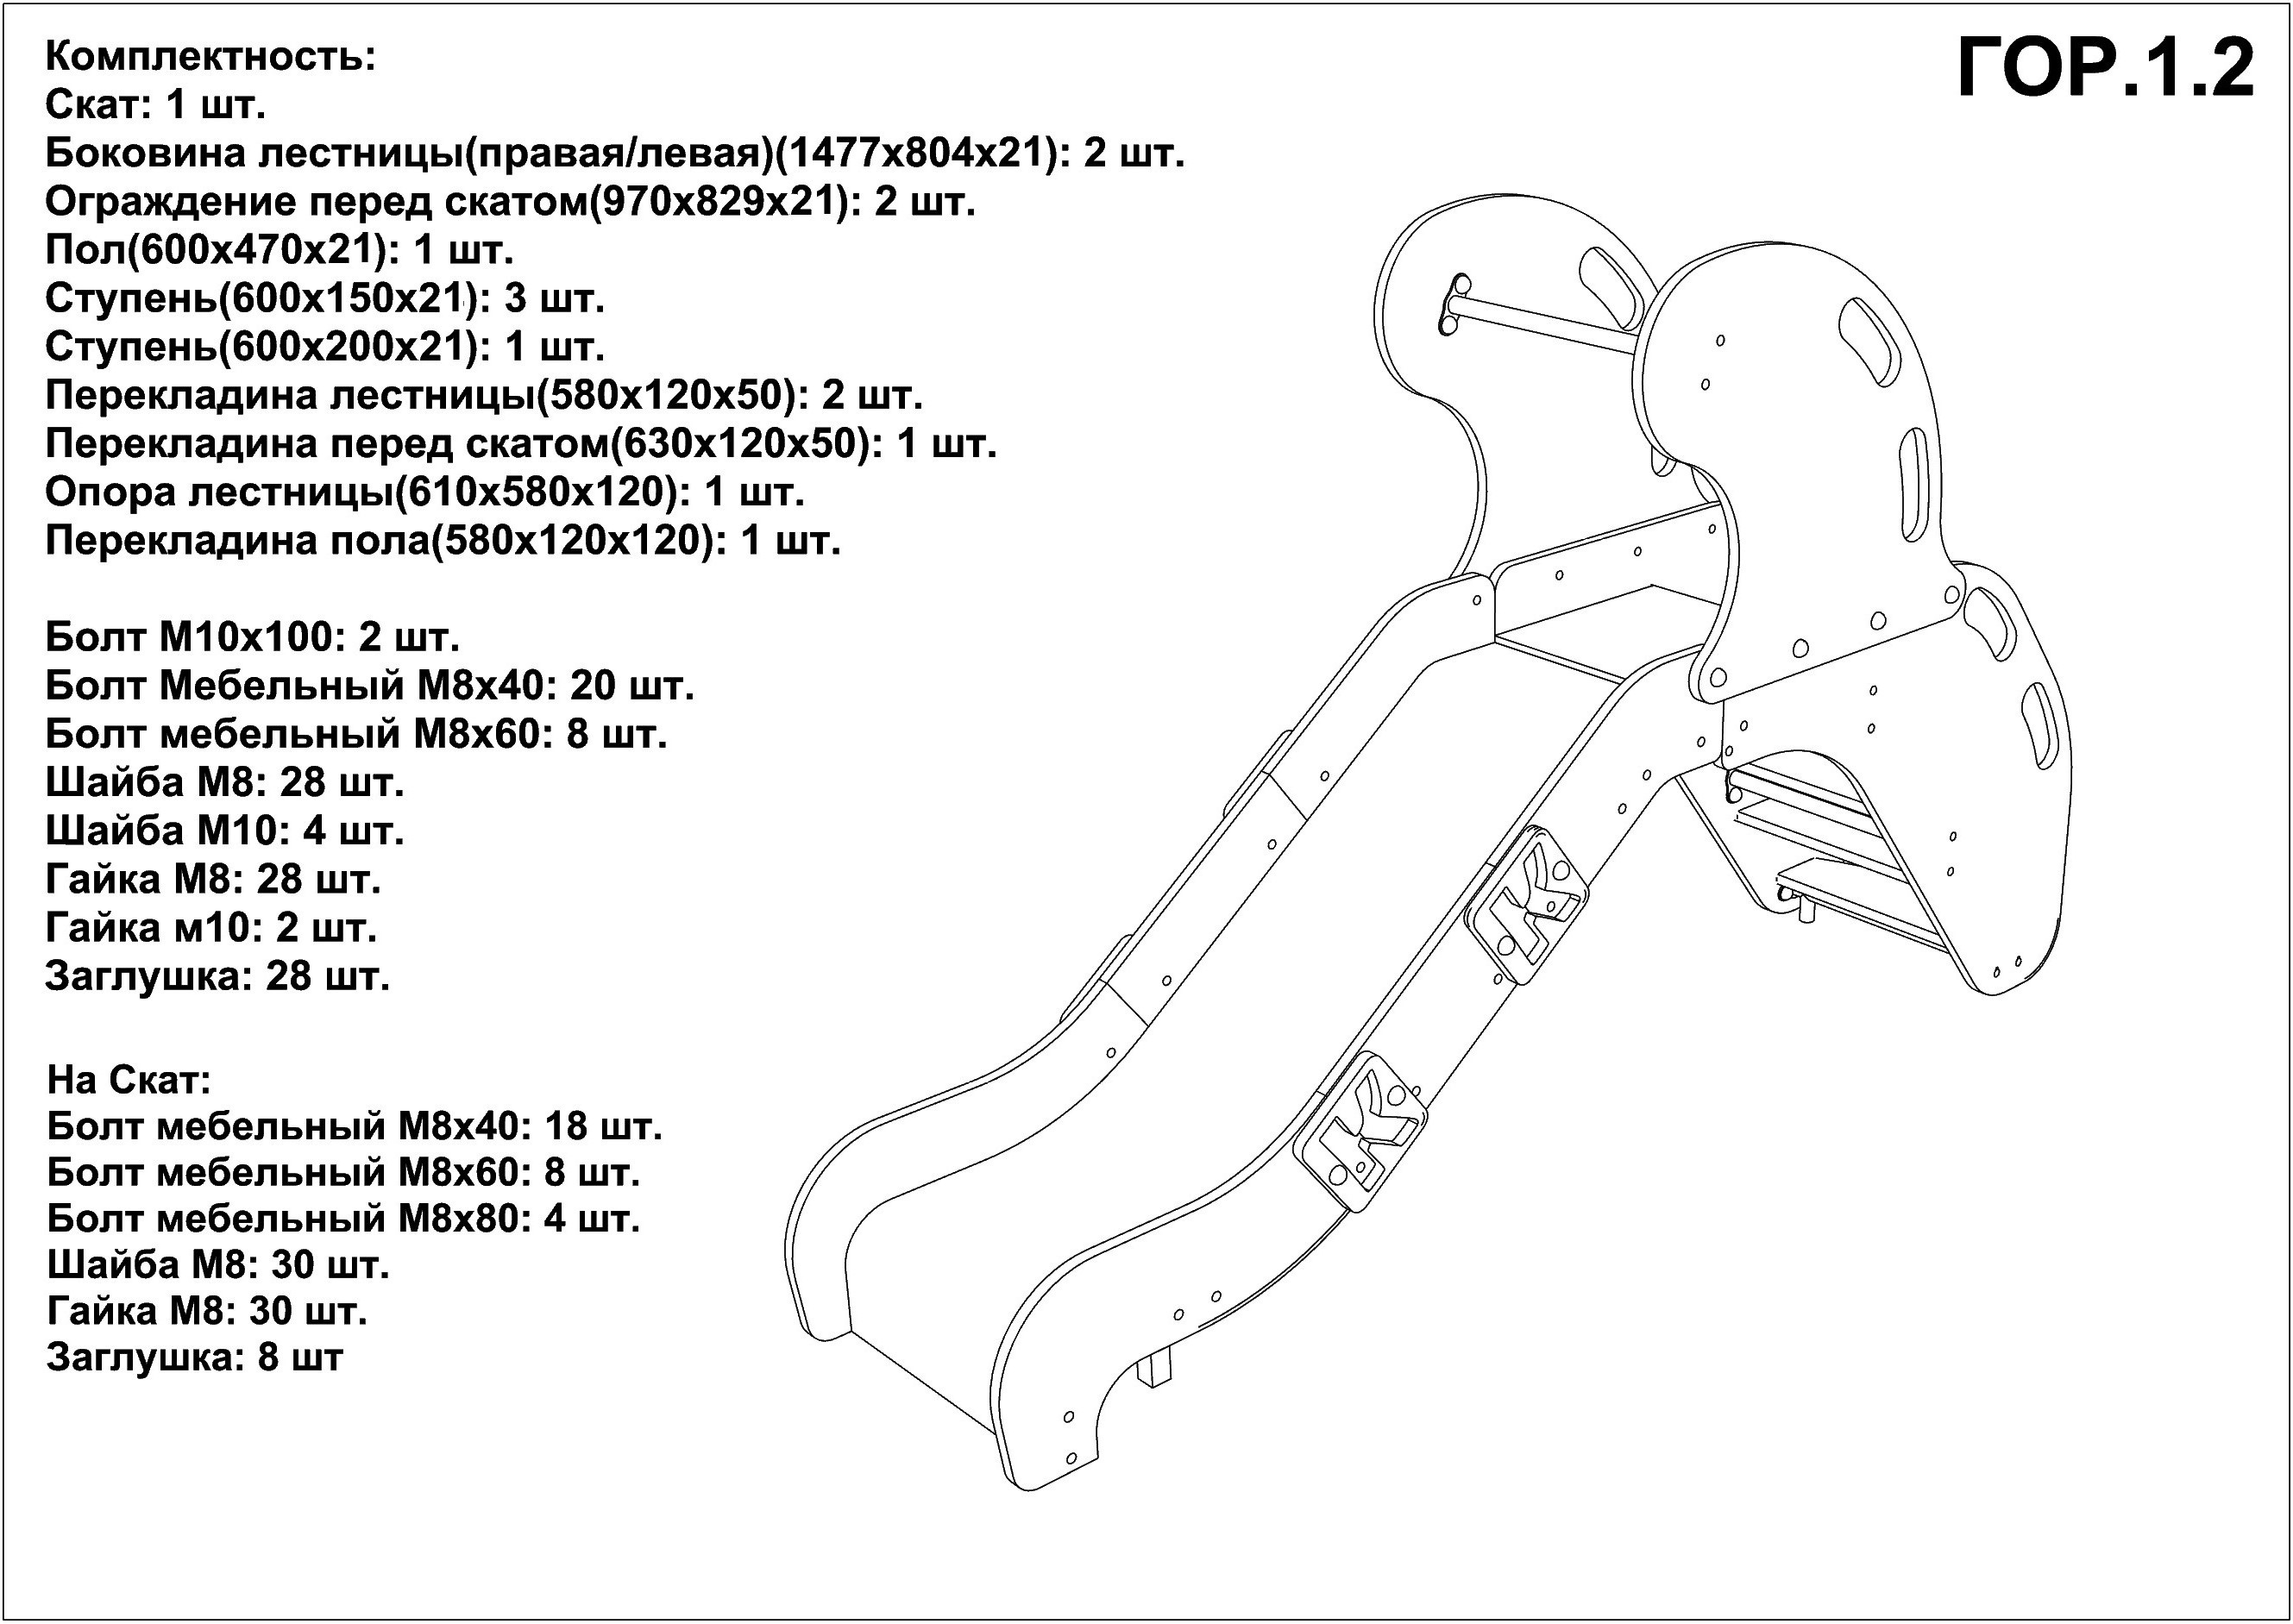 ГОР.1.2
Комплектность:
Скат: 1 шт.
Боковина лестницы(правая/левая)(1477х804х21): 2 шт.
Ограждение перед скатом(970х829х21): 2 шт.
Пол(600х470х21): 1 шт.
Ступень(600х150х21): 3 шт.
Ступень(600х200х21): 1 шт.
Перекладина лестницы(580х120х50): 2 шт.
Перекладина перед скатом(630х120х50): 1 шт.
Опора лестницы(610х580х120): 1 шт.
Перекладина пола(580х120х120): 1 шт.
Болт М10х100: 2 шт.
Болт Мебельный М8х40: 20 шт.
Болт мебельный М8х60: 8 шт.
Шайба М8: 28 шт.
Шайба М10: 4 шт.
Гайка М8: 28 шт.
Гайка м10: 2 шт.
Заглушка: 28 шт.
На Скат:
Болт мебельный М8х40: 18 шт.
Болт мебельный М8х60: 8 шт.
Болт мебельный М8х80: 4 шт.
Шайба М8: 30 шт.
Гайка М8: 30 шт.
Заглушка: 8 шт